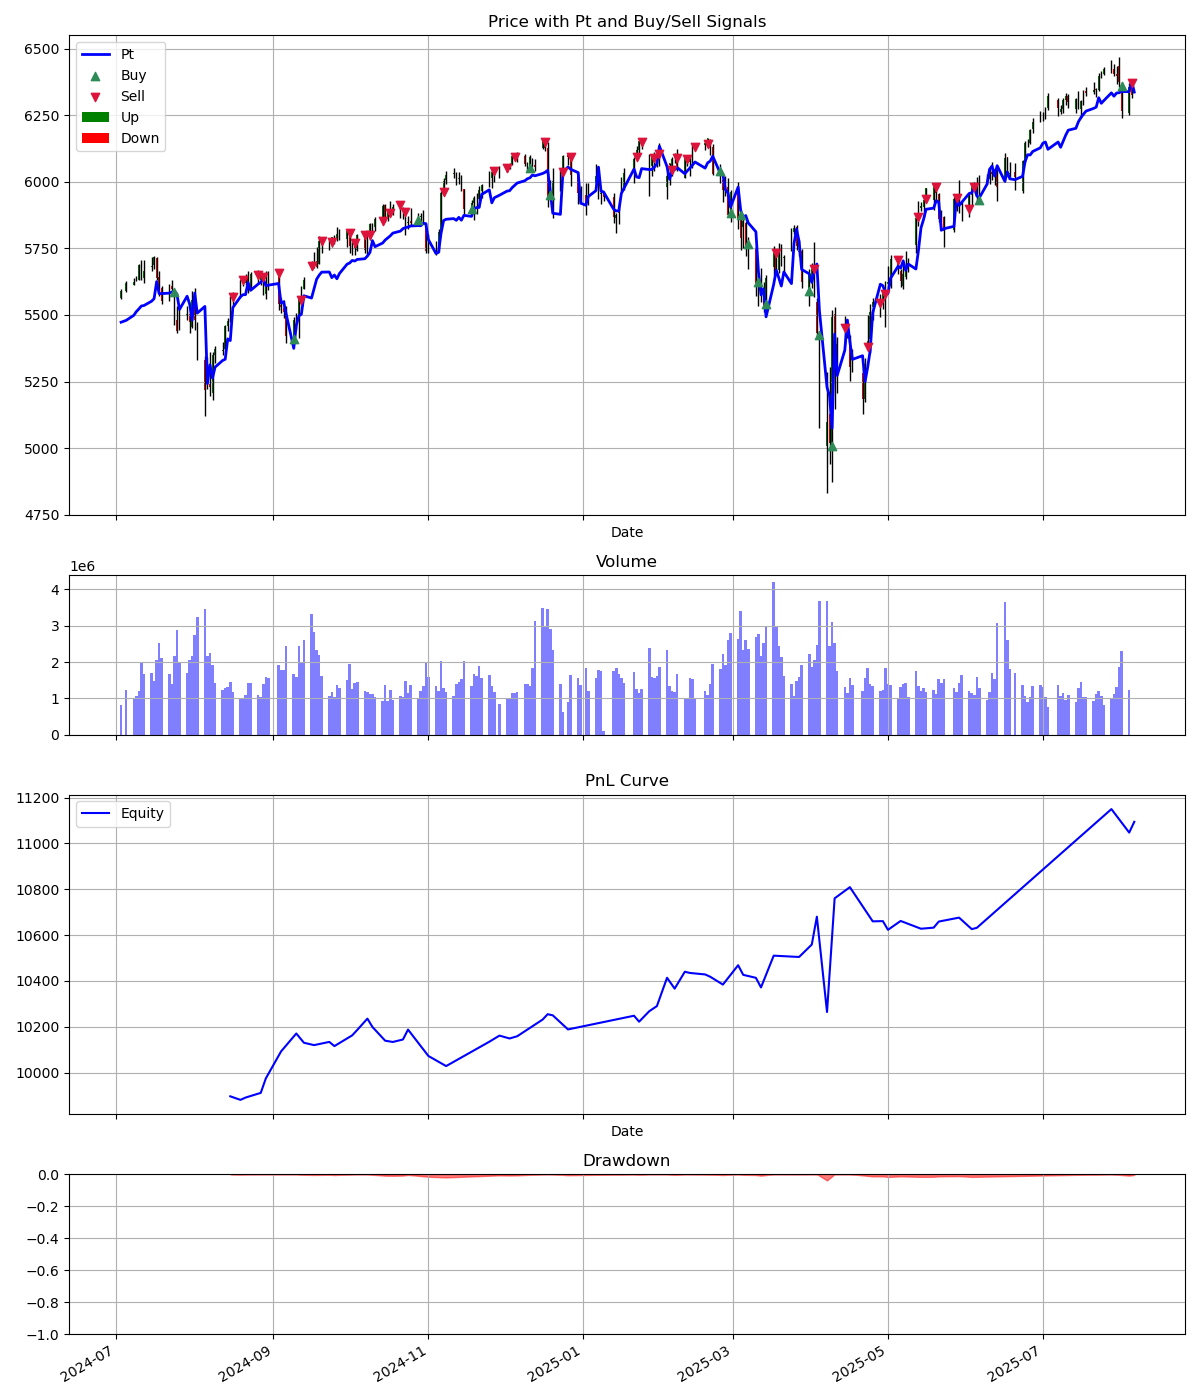 Price with Pt and Buy/Sell Signals
6500
6250
6000
5750
5500
5250
5000
4750
Pt
Buy
Sell
Up
Down
Date
Volume
1e6
4
3
2
1
0
PnL Curve
11200
11000
10800
10600
10400
10200
10000
Equity
Date
Drawdown
0.0
−0.2
−0.4
−0.6
−0.8
−1.0
2024-07
2024-09
2024-11
2025-01
2025-03
2025-05
2025-07